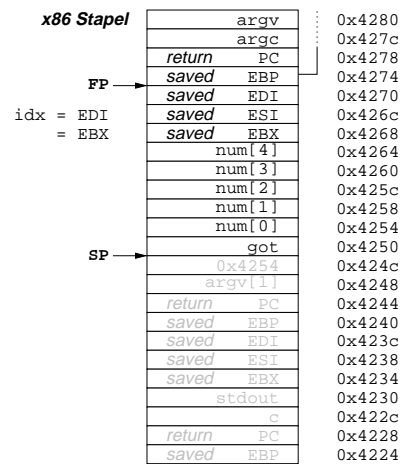 x86 Stapel argv 0x4280
argc 0x427c
return PC 0x4278
saved EBP 0x4274
FP
saved EDI 0x4270
idx = EDI saved ESI 0x426c
= EBX saved EBX 0x4268
num[4] 0x4264
num[3] 0x4260
num[2] 0x425c
num[1] 0x4258
num[0] 0x4254
got 0x4250
SP
0x4254 0x424c
argv[1] 0x4248
return PC 0x4244
saved EBP 0x4240
saved EDI 0x423c
saved ESI 0x4238
saved EBX 0x4234
stdout 0x4230
c 0x422c
return PC 0x4228
saved EBP 0x4224